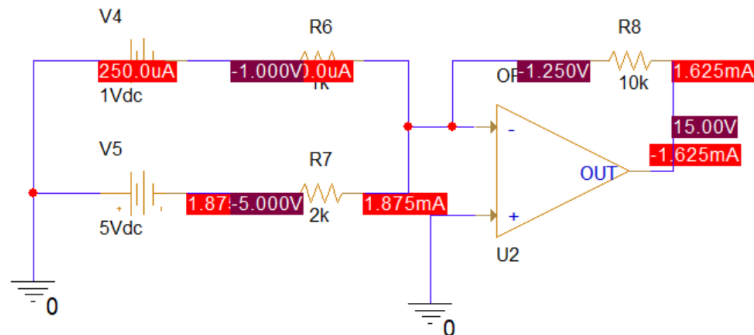 V4
R6
R8
250.0uA
-1.000V
0.0uA
1k
-1.250V
1.625mA
1Vdc
10k
15.00V
V5
R7
-
OUT
-1.625mA
-5.000V
1.875mA
5Vdc
2k
+
U2
0
0